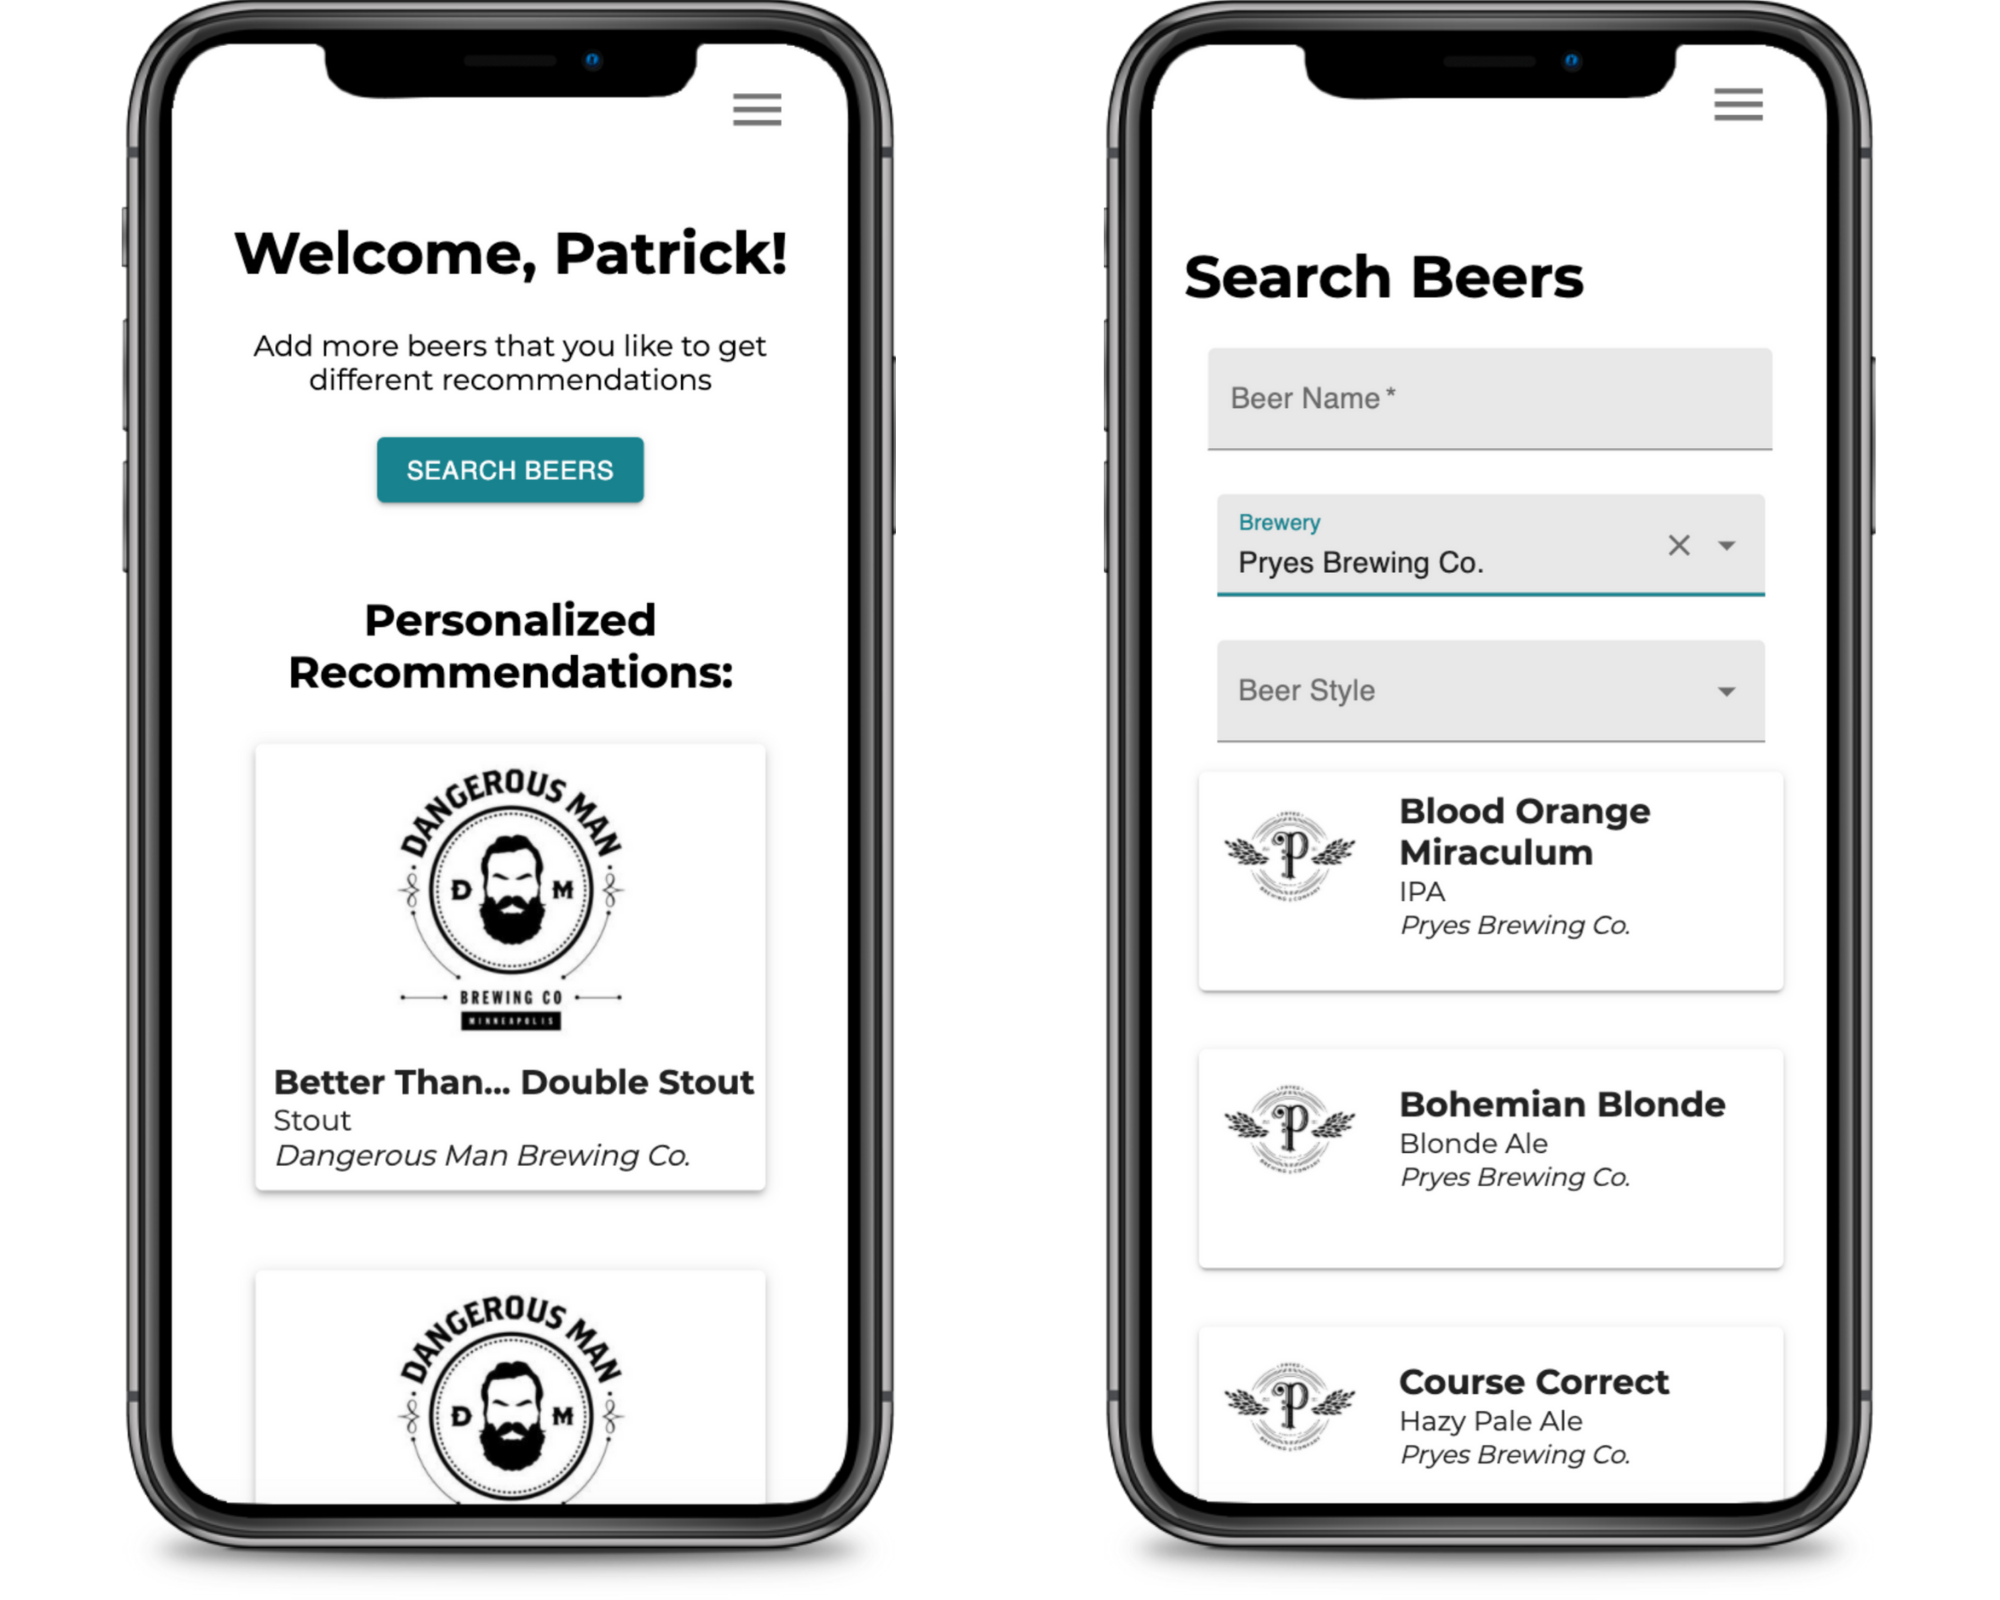 Welcome, Patrick!
Add more beers that you like to get
different recommendations
SEARCH BEERS
Personalized
Recommendations:
DANGEROUS MAN
D M
BREWING CO
MINNEAPOLIS
Better Than... Double Stout
Stout
Dangerous Man Brewing Co.
DANGEROUS MAN
D M
Search Beers
Beer Name *
Brewery
Pryes Brewing Co.
Beer Style
P
Blood Orange
Miraculum
IPA
Pryes Brewing Co.
P
Bohemian Blonde
Blonde Ale
Pryes Brewing Co.
P
Course Correct
Hazy Pale Ale
Pryes Brewing Co.